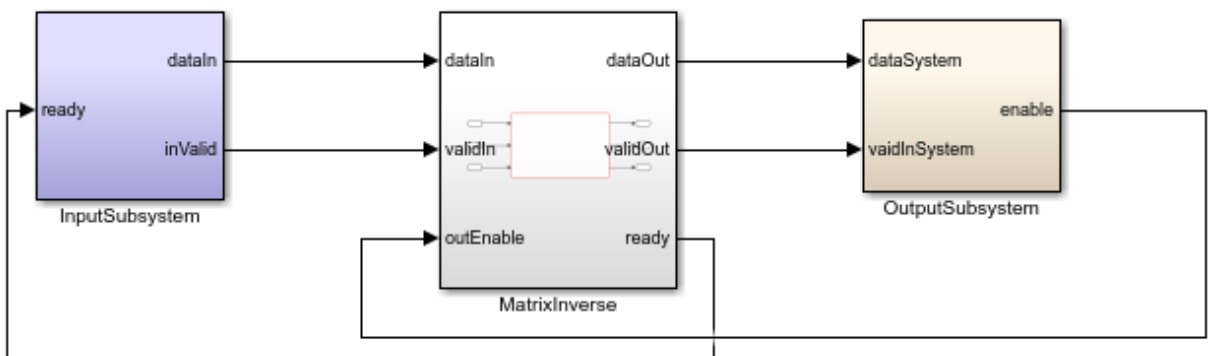 dataIn
ready
inValid
InputSubsystem
dataIn
dataOut
validIn
validOut
outEnable
ready
MatrixInverse
dataSystem
enable
vaidInSystem
OutputSubsystem